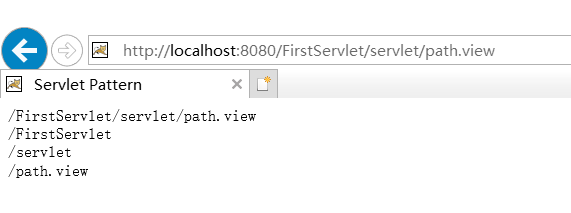 http://localhost:8080/FirstServlet/servlet/path.view
Servlet Pattern
/FirstServlet/servlet/path.view
/FirstServlet
/servlet
/path.view